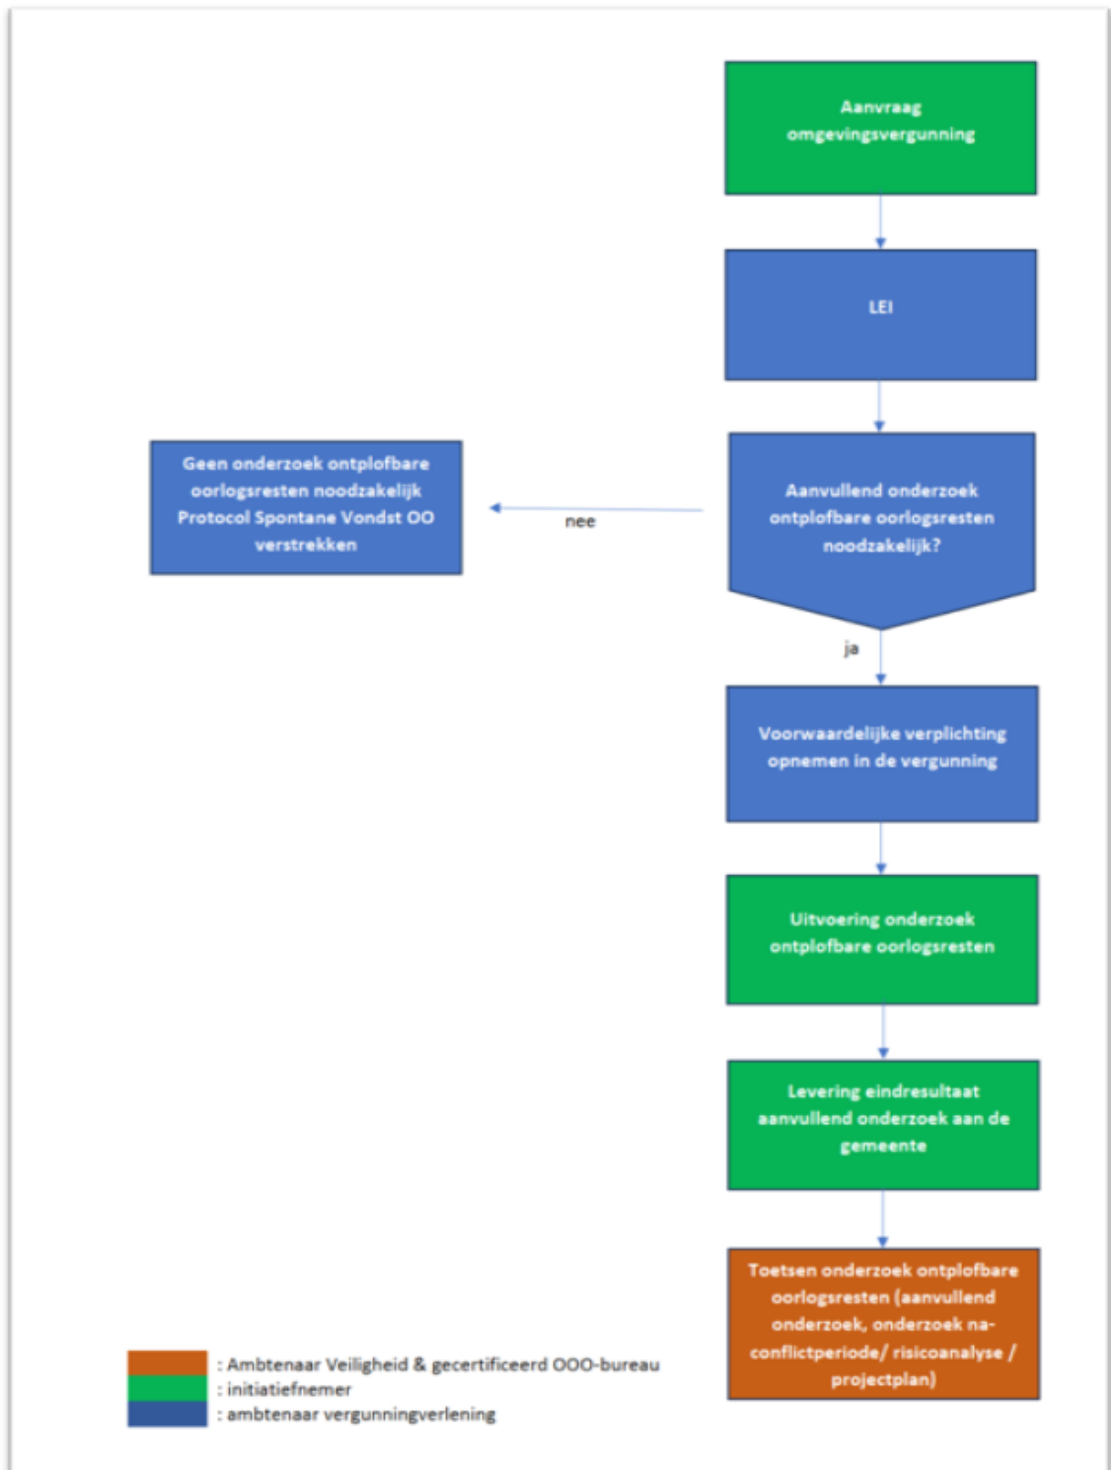 Aanvraag
omgevingsvergunning
LEI
Geen onderzoek ontplofbare
oorlogsresten noodzakelijk
Protocol Spontane Vondst OO
verstrekken
nee
Aanvullend onderzoek
ontplofbare oorlogsresten
noodzakelijk?
ja
Voorwaardelijke verplichting
opnemen in de vergunning
Uitvoering onderzoek
ontplofbare oorlogsresten
Levering eindresultaat
aanvullend onderzoek aan de
gemeente
Toetsen onderzoek ontplofbare
oorlogsresten (aanvullend
onderzoek, onderzoek na-
conflictperiode/ risicoanalyse /
projectplan)
: Ambtenaar Veiligheid & gecertificeerd OOO-bureau
: initiatiefnemer
: ambtenaar vergunningverlening